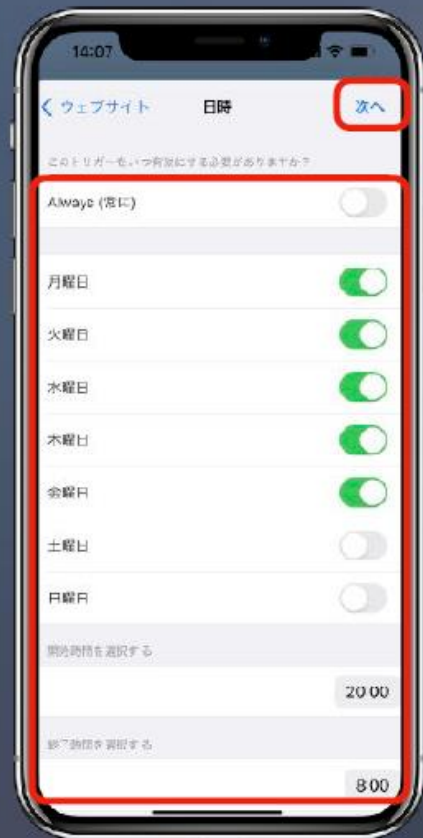 14:07
ウェブサイト 日時 次へ
このトリガーをいつ有効にする必要がありますか?
Always (常に)
月曜日
火曜日
水曜日
木曜日
金曜日
土曜日
日曜日
開始時間を選択する
20:00
終了時間を選択する
8:00